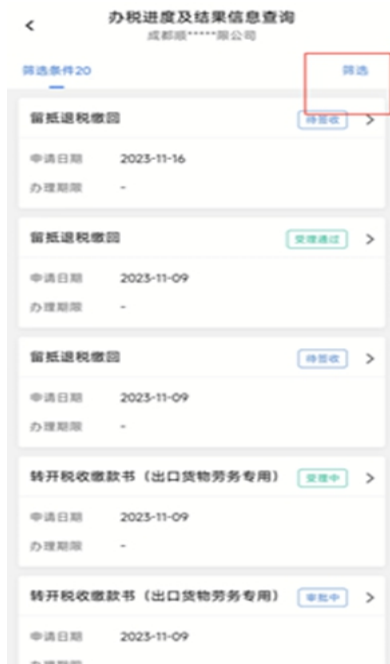 办税进度及结果信息查询
成都顺*****限公司
筛选条件20 筛选
留抵退税缴回 待签收
申请日期 2023-11-16
办理期限 -
留抵退税缴回 受理通过
申请日期 2023-11-09
办理期限 -
留抵退税缴回 待签收
申请日期 2023-11-09
办理期限 -
转开税收缴款书（出口货物劳务专用） 受理中
申请日期 2023-11-09
办理期限 -
转开税收缴款书（出口货物劳务专用） 审批中
申请日期 2023-11-09